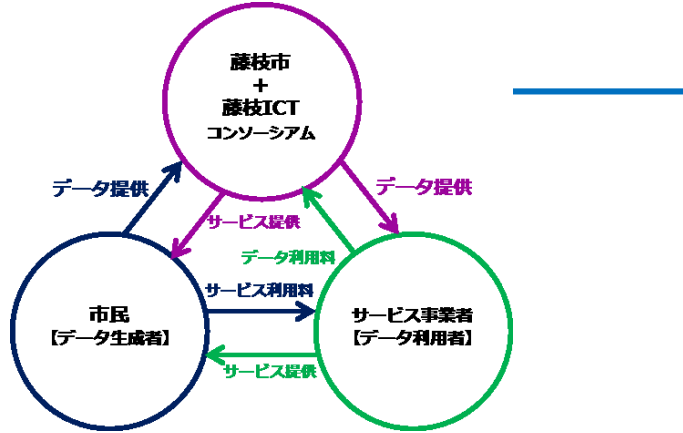 藤枝市
+
藤枝ICT
コンソーシアム
データ提供
データ提供
サービス提供
データ利用料
サービス利用料
市民
【データ生成者】
サービス事業者
【データ利用者】
サービス提供